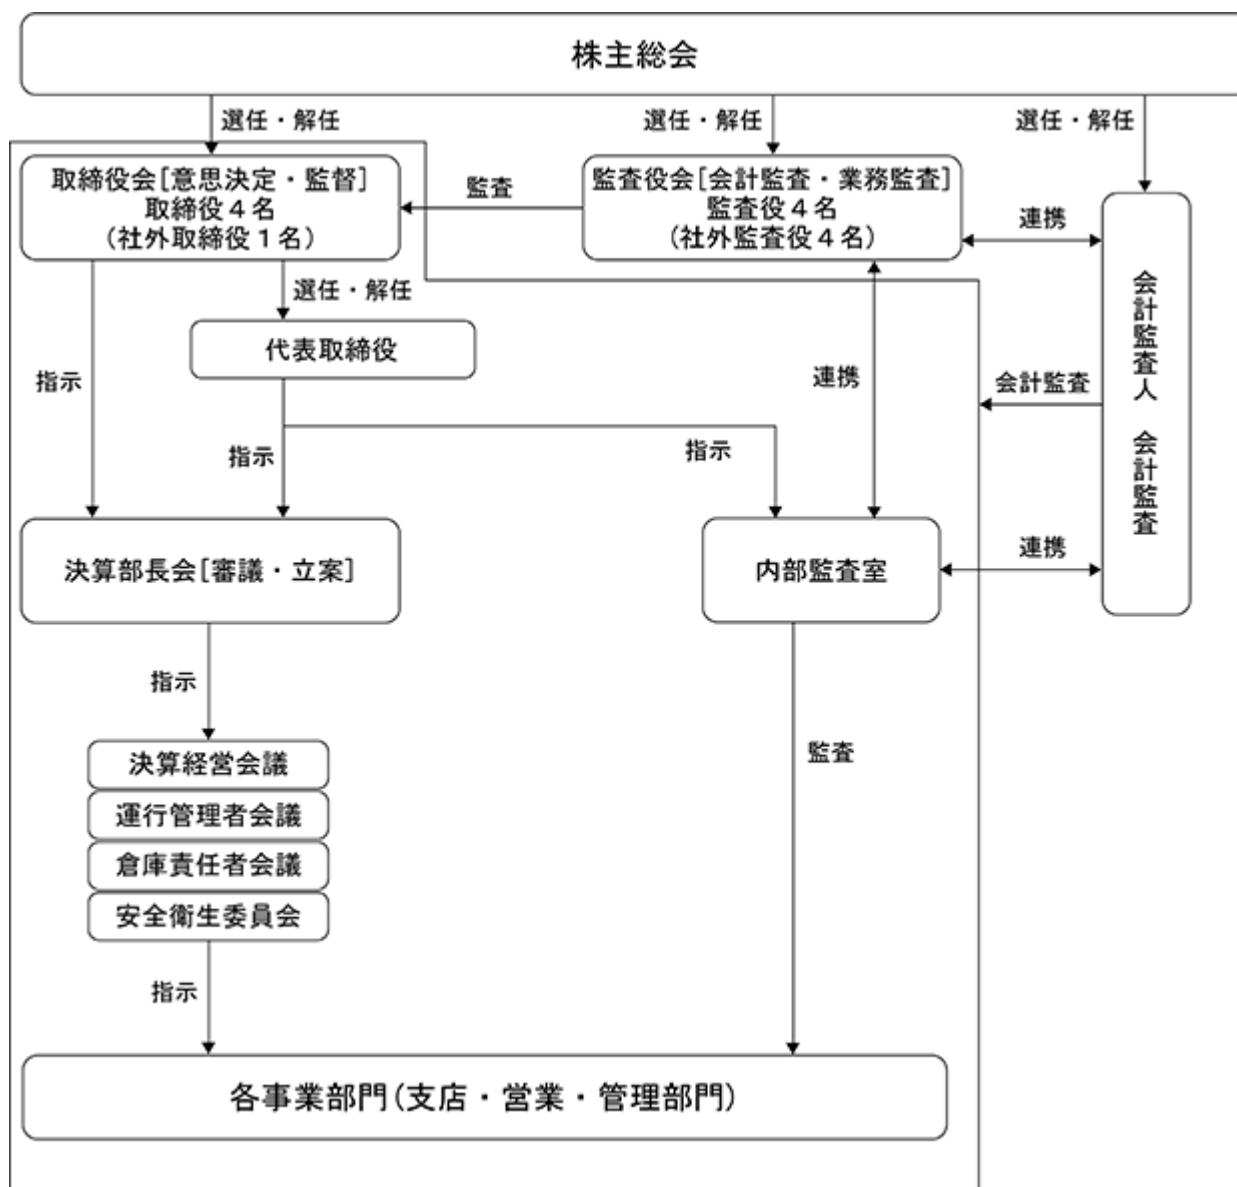 株主総会
選任・解任
選任・解任
選任・解任
取締役会[意思決定・監督]
取締役４名
(社外取締役１名)
監査
監査役会[会計監査・業務監査]
監査役４名
(社外監査役４名)
連携
会計監査人　会計監査
選任・解任
代表取締役
指示
連携
会計監査
指示
指示
決算部長会[審議・立案]
内部監査室
連携
指示
決算経営会議
運行管理者会議
倉庫責任者会議
安全衛生委員会
監査
指示
各事業部門(支店・営業・管理部門)